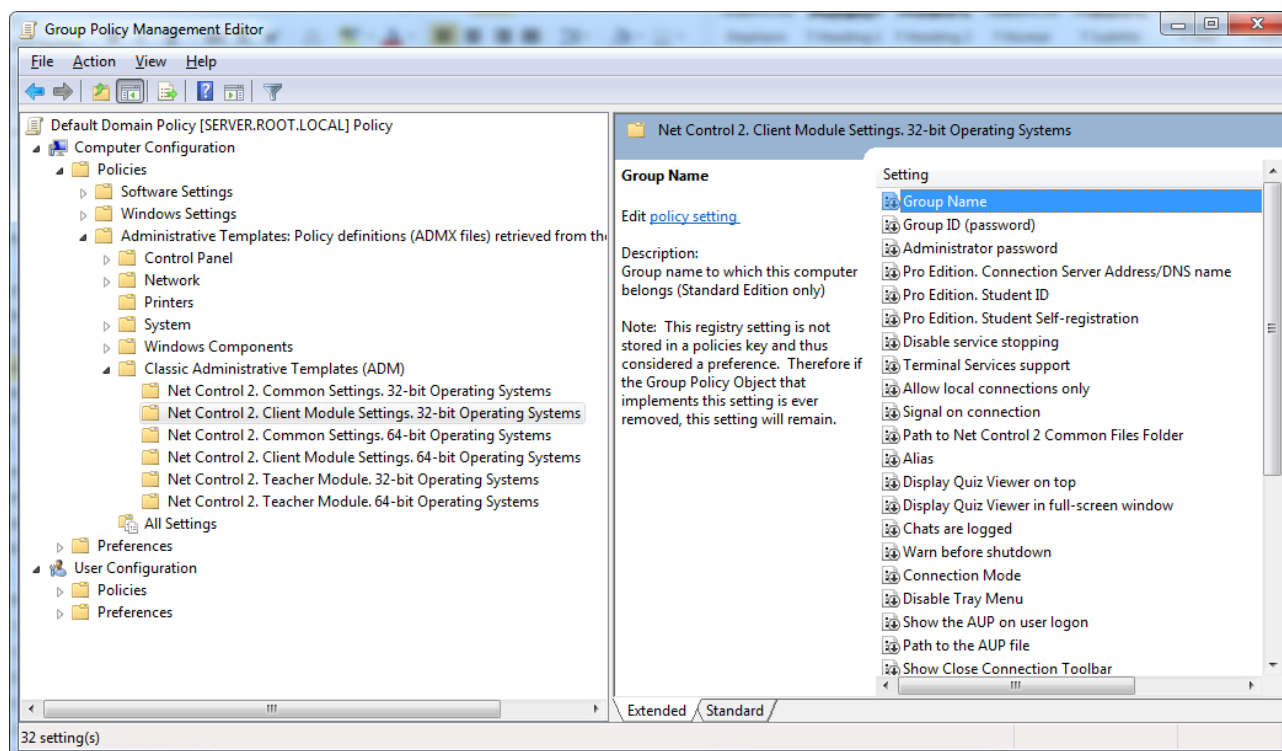 Group Policy Management Editor
File Action View Help
Default Domain Policy [SERVER.ROOT.LOCAL] Policy
Computer Configuration
Policies
Software Settings
Windows Settings
Administrative Templates: Policy definitions (ADMX files) retrieved from the
Control Panel
Network
Printers
System
Windows Components
Classic Administrative Templates (ADM)
Net Control 2. Common Settings. 32-bit Operating Systems
Net Control 2. Client Module Settings. 32-bit Operating Systems
Net Control 2. Common Settings. 64-bit Operating Systems
Net Control 2. Client Module Settings. 64-bit Operating Systems
Net Control 2. Teacher Module. 32-bit Operating Systems
Net Control 2. Teacher Module. 64-bit Operating Systems
All Settings
Preferences
User Configuration
Policies
Preferences
Net Control 2. Client Module Settings. 32-bit Operating Systems
Group Name
Edit policy setting
Description:
Group name to which this computer
belongs (Standard Edition only)
Note: This registry setting is not
stored in a policies key and thus
considered a preference. Therefore if
the Group Policy Object that
implements this setting is ever
removed, this setting will remain.
Setting
Group Name
Group ID (password)
Administrator password
Pro Edition. Connection Server Address/DNS name
Pro Edition. Student ID
Pro Edition. Student Self-registration
Disable service stopping
Terminal Services support
Allow local connections only
Signal on connection
Path to Net Control 2 Common Files Folder
Alias
Display Quiz Viewer on top
Display Quiz Viewer in full-screen window
Chats are logged
Warn before shutdown
Connection Mode
Disable Tray Menu
Show the AUP on user logon
Path to the AUP file
Show Close Connection Toolbar
Extended Standard
32 setting(s)